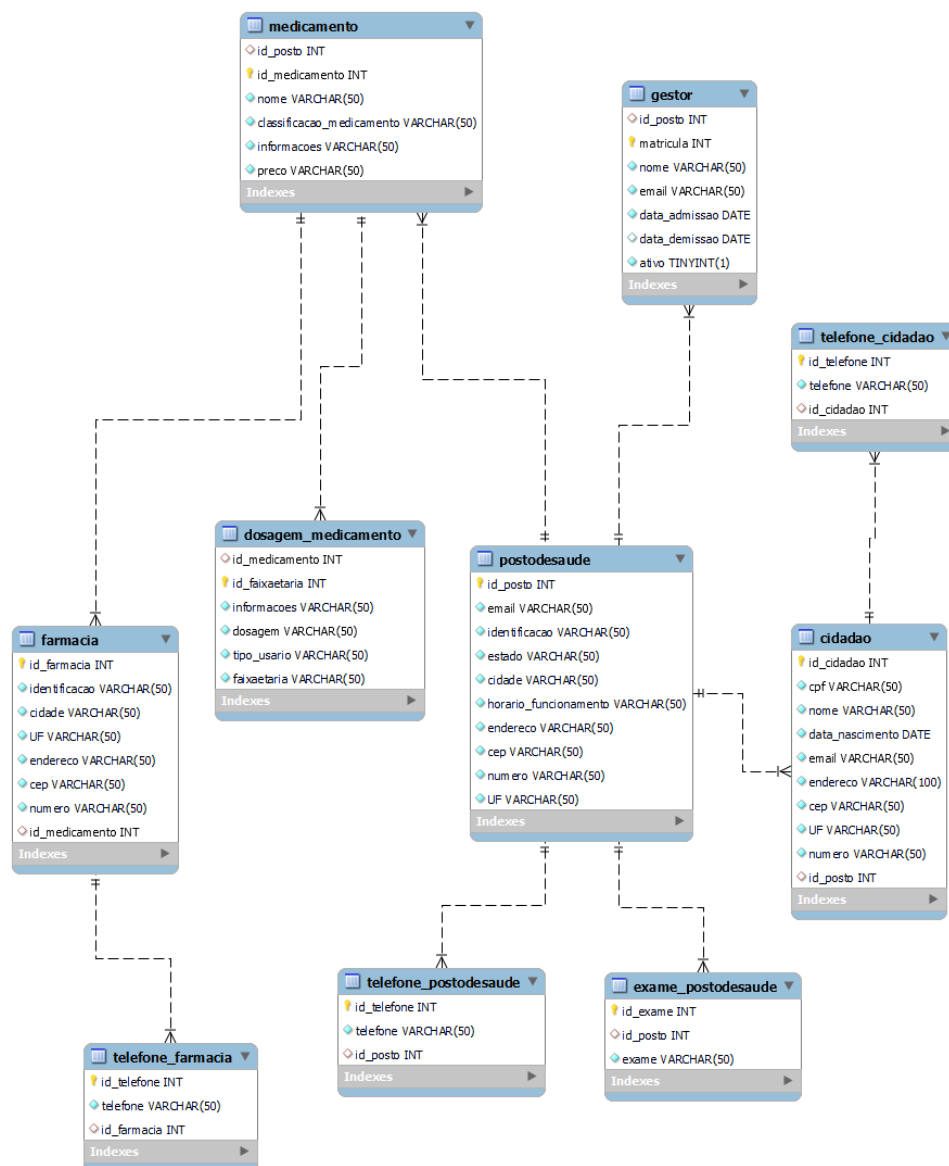 medicamento
id_posto INT
id_medicamento INT
nome VARCHAR(50)
classificacao_medicamento VARCHAR(50)
informacoes VARCHAR(50)
preco VARCHAR(50)
Indexes
gestor
id_posto INT
matricula INT
nome VARCHAR(50)
email VARCHAR(50)
data_admissao DATE
data_demissao DATE
ativo TINYINT(1)
Indexes
telefone_cidadao
id_telefone INT
telefone VARCHAR(50)
id_cidadao INT
Indexes
dosagem_medicamento
id_medicamento INT
id_faixaetaria INT
informacoes VARCHAR(50)
dosagem VARCHAR(50)
tipo_usario VARCHAR(50)
faixaetaria VARCHAR(50)
Indexes
postodesaude
id_posto INT
email VARCHAR(50)
identificacao VARCHAR(50)
estado VARCHAR(50)
cidade VARCHAR(50)
horario_funcionamento VARCHAR(50)
endereco VARCHAR(50)
cep VARCHAR(50)
numero VARCHAR(50)
UF VARCHAR(50)
Indexes
farmacia
id_farmacia INT
identificacao VARCHAR(50)
cidade VARCHAR(50)
UF VARCHAR(50)
endereco VARCHAR(50)
cep VARCHAR(50)
numero VARCHAR(50)
id_medicamento INT
Indexes
cidadao
id_cidadao INT
cpf VARCHAR(50)
nome VARCHAR(50)
data_nascimento DATE
email VARCHAR(50)
endereco VARCHAR(100)
cep VARCHAR(50)
UF VARCHAR(50)
numero VARCHAR(50)
id_posto INT
Indexes
telefone_postodesaude
id_telefone INT
telefone VARCHAR(50)
id_posto INT
Indexes
exame_postodesaude
id_exame INT
id_posto INT
exame VARCHAR(50)
Indexes
telefone_farmacia
id_telefone INT
telefone VARCHAR(50)
id_farmacia INT
Indexes